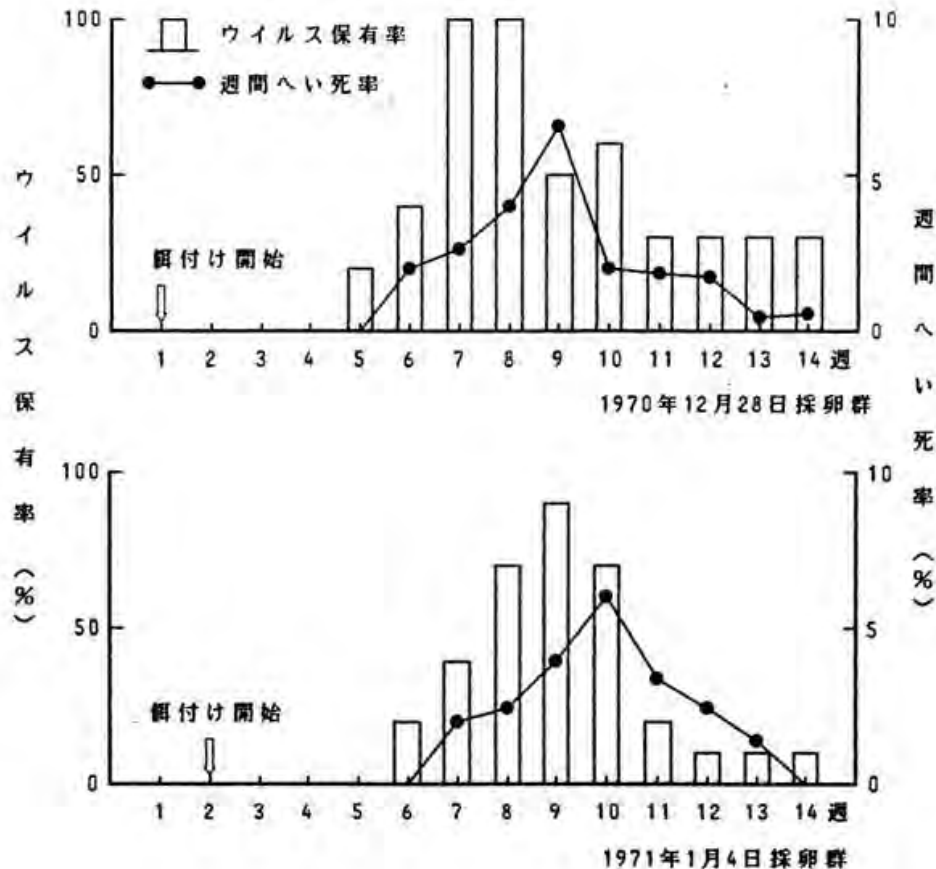 100
10
ウイルス保有率
週間へい死率
50
5
餌付け開始
0
0
1 2 3 4 5 6 7 8 9 10 11 12 13 14 週
1970年12月28日採卵群
100
10
50
5
餌付け開始
0
0
1 2 3 4 5 6 7 8 9 10 11 12 13 14 週
1971年1月4日採卵群
ウイルス保有率(%)
週間へい死率(%)